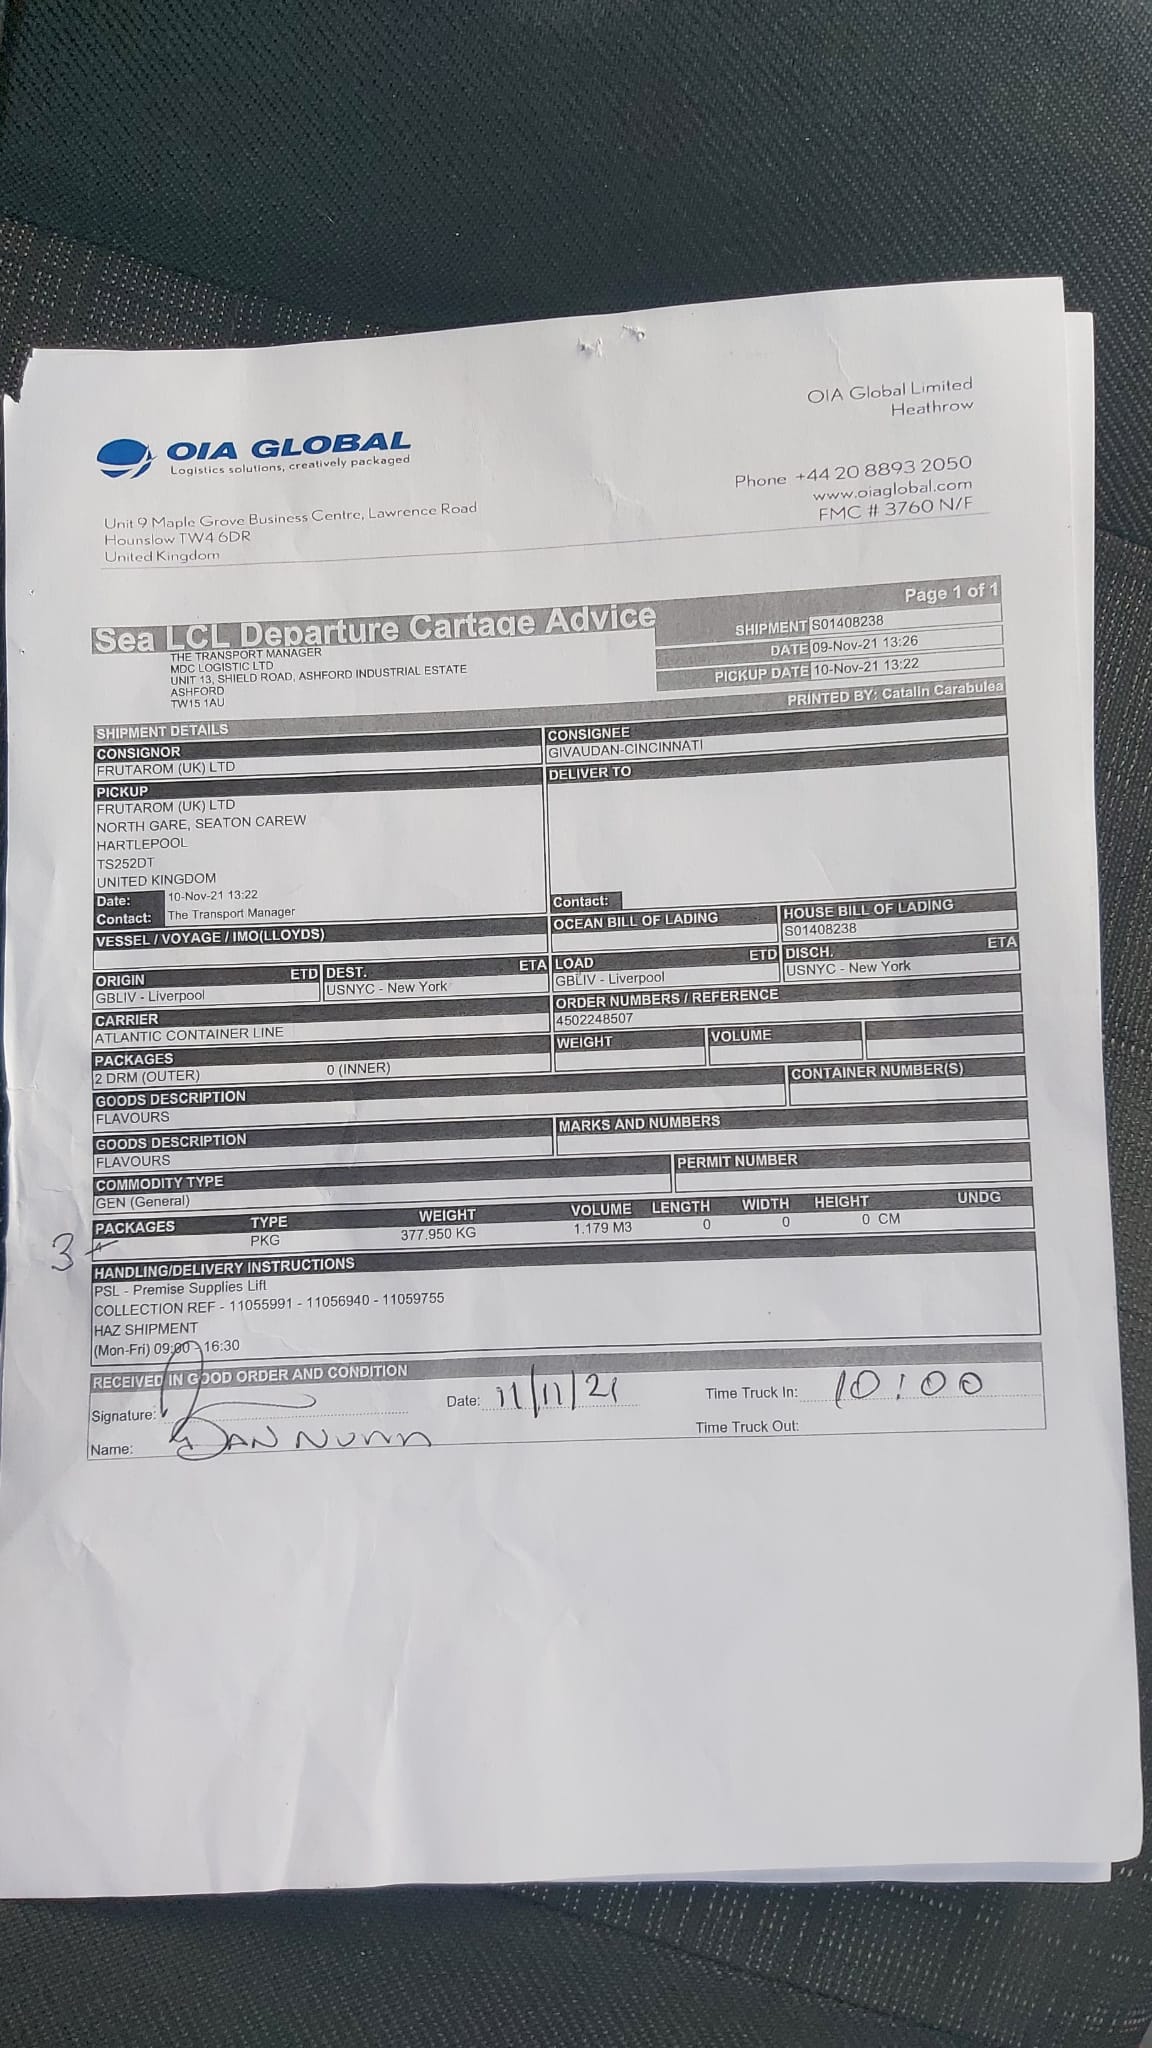 OIA Global Limited
Heathrow
OIA GLOBAL
Logistics solutions, creatively packaged
Phone +44 20 8893 2050
www.oiaglobal.com
FMC # 3760 N/F
Unit 9 Maple Grove Business Centre, Lawrence Road
Hounslow TW4 6DR
United Kingdom
Page 1 of 1
Sea LCL Departure Cartage Advice
SHIPMENT S01408238
DATE 09-Nov-21 13:26
PICKUP DATE 10-Nov-21 13:22
THE TRANSPORT MANAGER
MDC LOGISTIC LTD
UNIT 13, SHIELD ROAD, ASHFORD INDUSTRIAL ESTATE
ASHFORD
TW15 1AU
PRINTED BY: Catalin Carabulea
SHIPMENT DETAILS
CONSIGNOR CONSIGNEE
FRUTAROM (UK) LTD GIVAUDAN-CINCINNATI
PICKUP DELIVER TO
FRUTAROM (UK) LTD
NORTH GARE, SEATON CAREW
HARTLEPOOL
TS252DT
UNITED KINGDOM
Date: 10-Nov-21 13:22
Contact: The Transport Manager Contact:
VESSEL / VOYAGE / IMO(LLOYDS) OCEAN BILL OF LADING HOUSE BILL OF LADING
S01408238
ORIGIN ETD DEST. ETA LOAD ETD DISCH. ETA
GBLIV - Liverpool USNYC - New York GBLIV - Liverpool USNYC - New York
CARRIER ORDER NUMBERS / REFERENCE
ATLANTIC CONTAINER LINE 4502248507
PACKAGES WEIGHT VOLUME
2 DRM (OUTER) 0 (INNER)
GOODS DESCRIPTION CONTAINER NUMBER(S)
FLAVOURS
GOODS DESCRIPTION MARKS AND NUMBERS
FLAVOURS
COMMODITY TYPE PERMIT NUMBER
GEN (General)
PACKAGES TYPE WEIGHT VOLUME LENGTH WIDTH HEIGHT UNDG
3 PKG 377.950 KG 1.179 M3 0 0 0 CM
HANDLING/DELIVERY INSTRUCTIONS
PSL - Premise Supplies Lift
COLLECTION REF - 11055991 - 11056940 - 11059755
HAZ SHIPMENT
(Mon-Fri) 09:00 - 16:30
RECEIVED IN GOOD ORDER AND CONDITION
Signature: Date: 11/11/21 Time Truck In: 10:00
Name: DAN NUNN Time Truck Out: